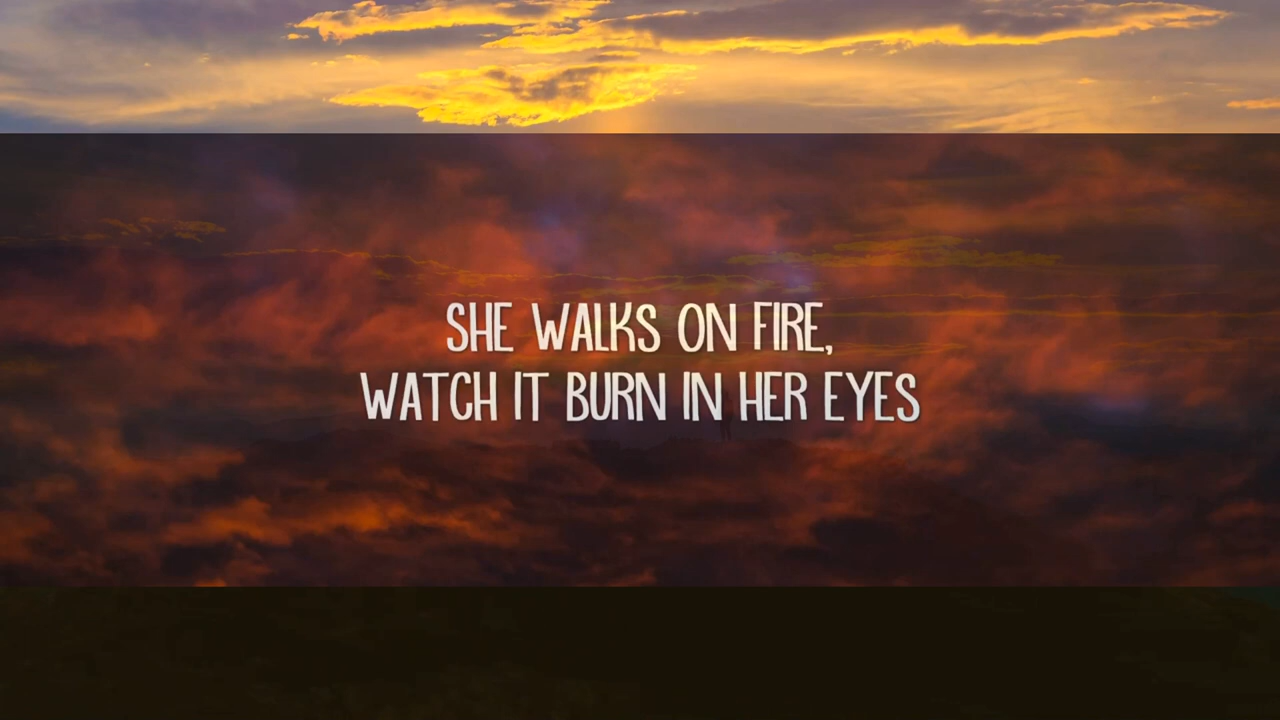 SHE WALKS ON FIRE,
WATCH IT BURN IN HER EYES